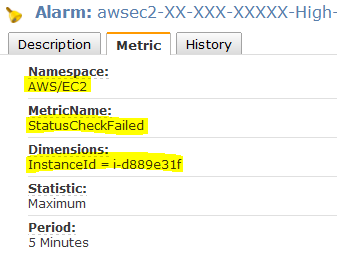 Alarm: awsec2-XX-XXX-XXXXX-High-
Description Metric History
Namespace:
AWS/EC2
MetricName:
StatusCheckFailed
Dimensions:
InstanceId = i-d889e31f
Statistic:
Maximum
Period:
5 Minutes